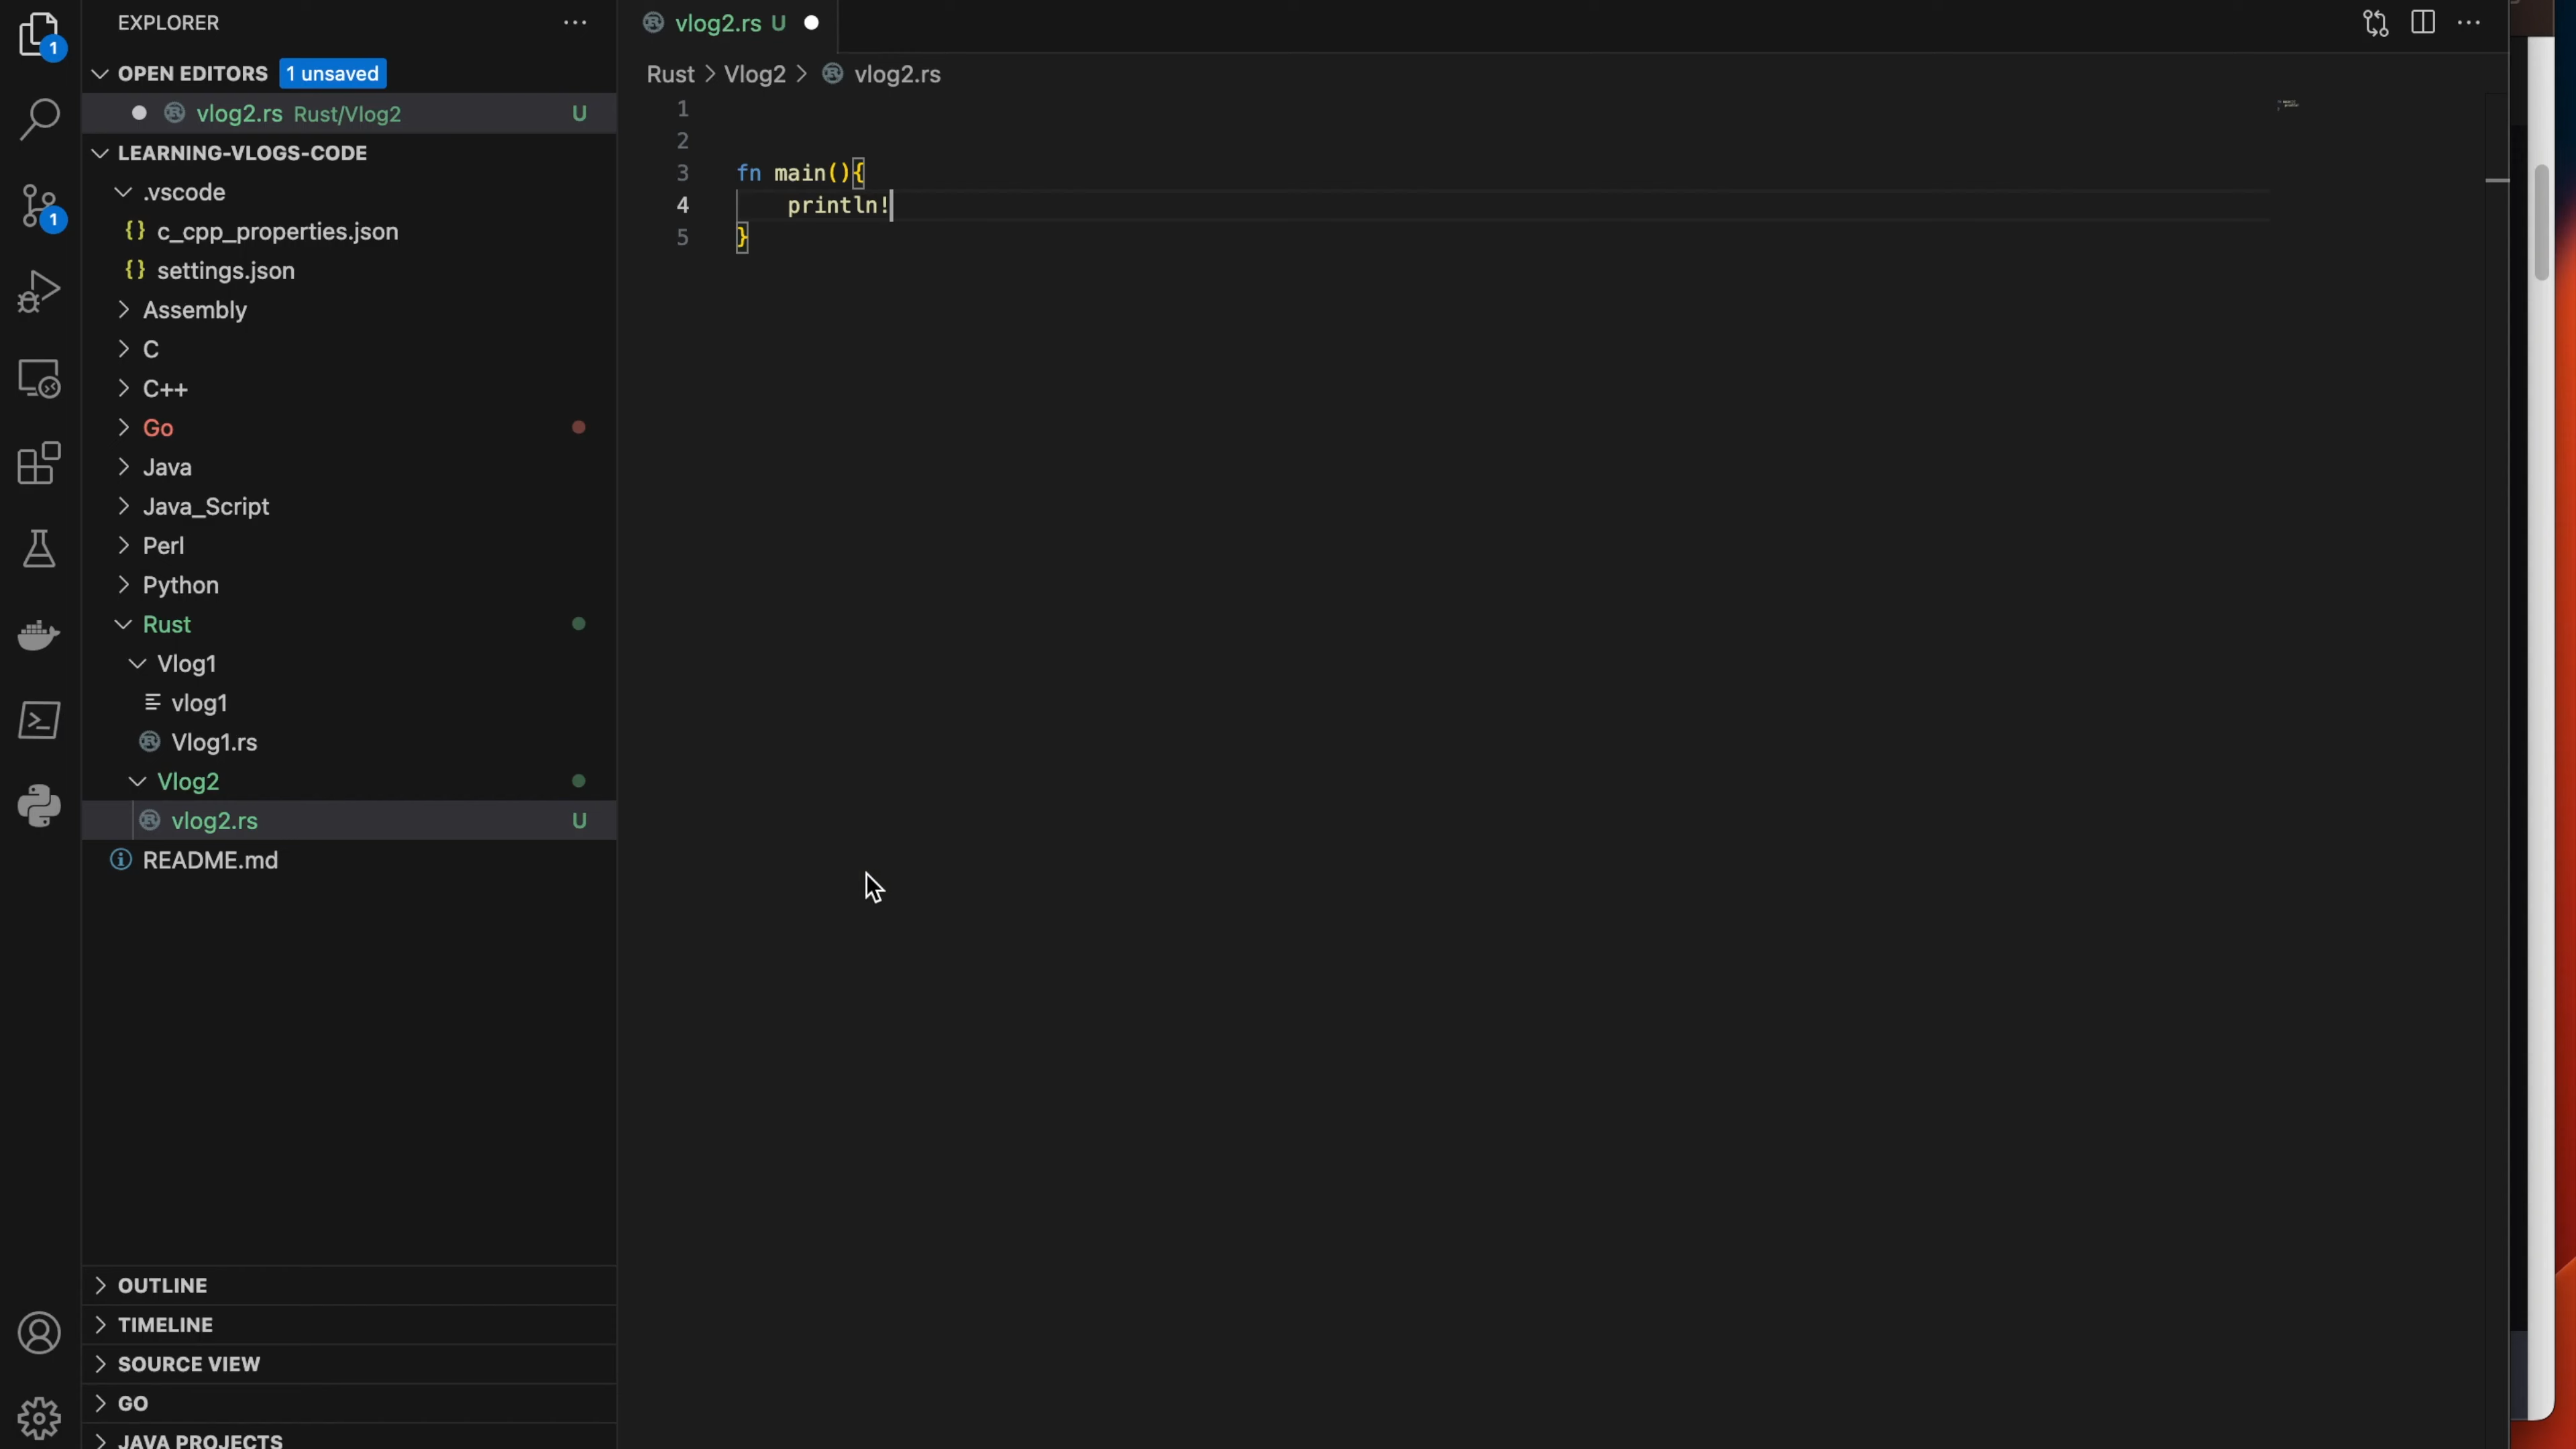 EXPLORER
1
OPEN EDITORS 1 unsaved
vlog2.rs Rust/Vlog2 U
LEARNING-VLOGS-CODE
.vscode
{} c_cpp_properties.json
{} settings.json
1
Assembly
C
C++
Go
Java
Java_Script
Perl
Python
Rust
Vlog1
vlog1
Vlog1.rs
Vlog2
vlog2.rs U
README.md
OUTLINE
TIMELINE
SOURCE VIEW
GO
JAVA PROJECTS
vlog2.rs U
Rust > Vlog2 > vlog2.rs
1
2
3 fn main(){
4 println!
5 }